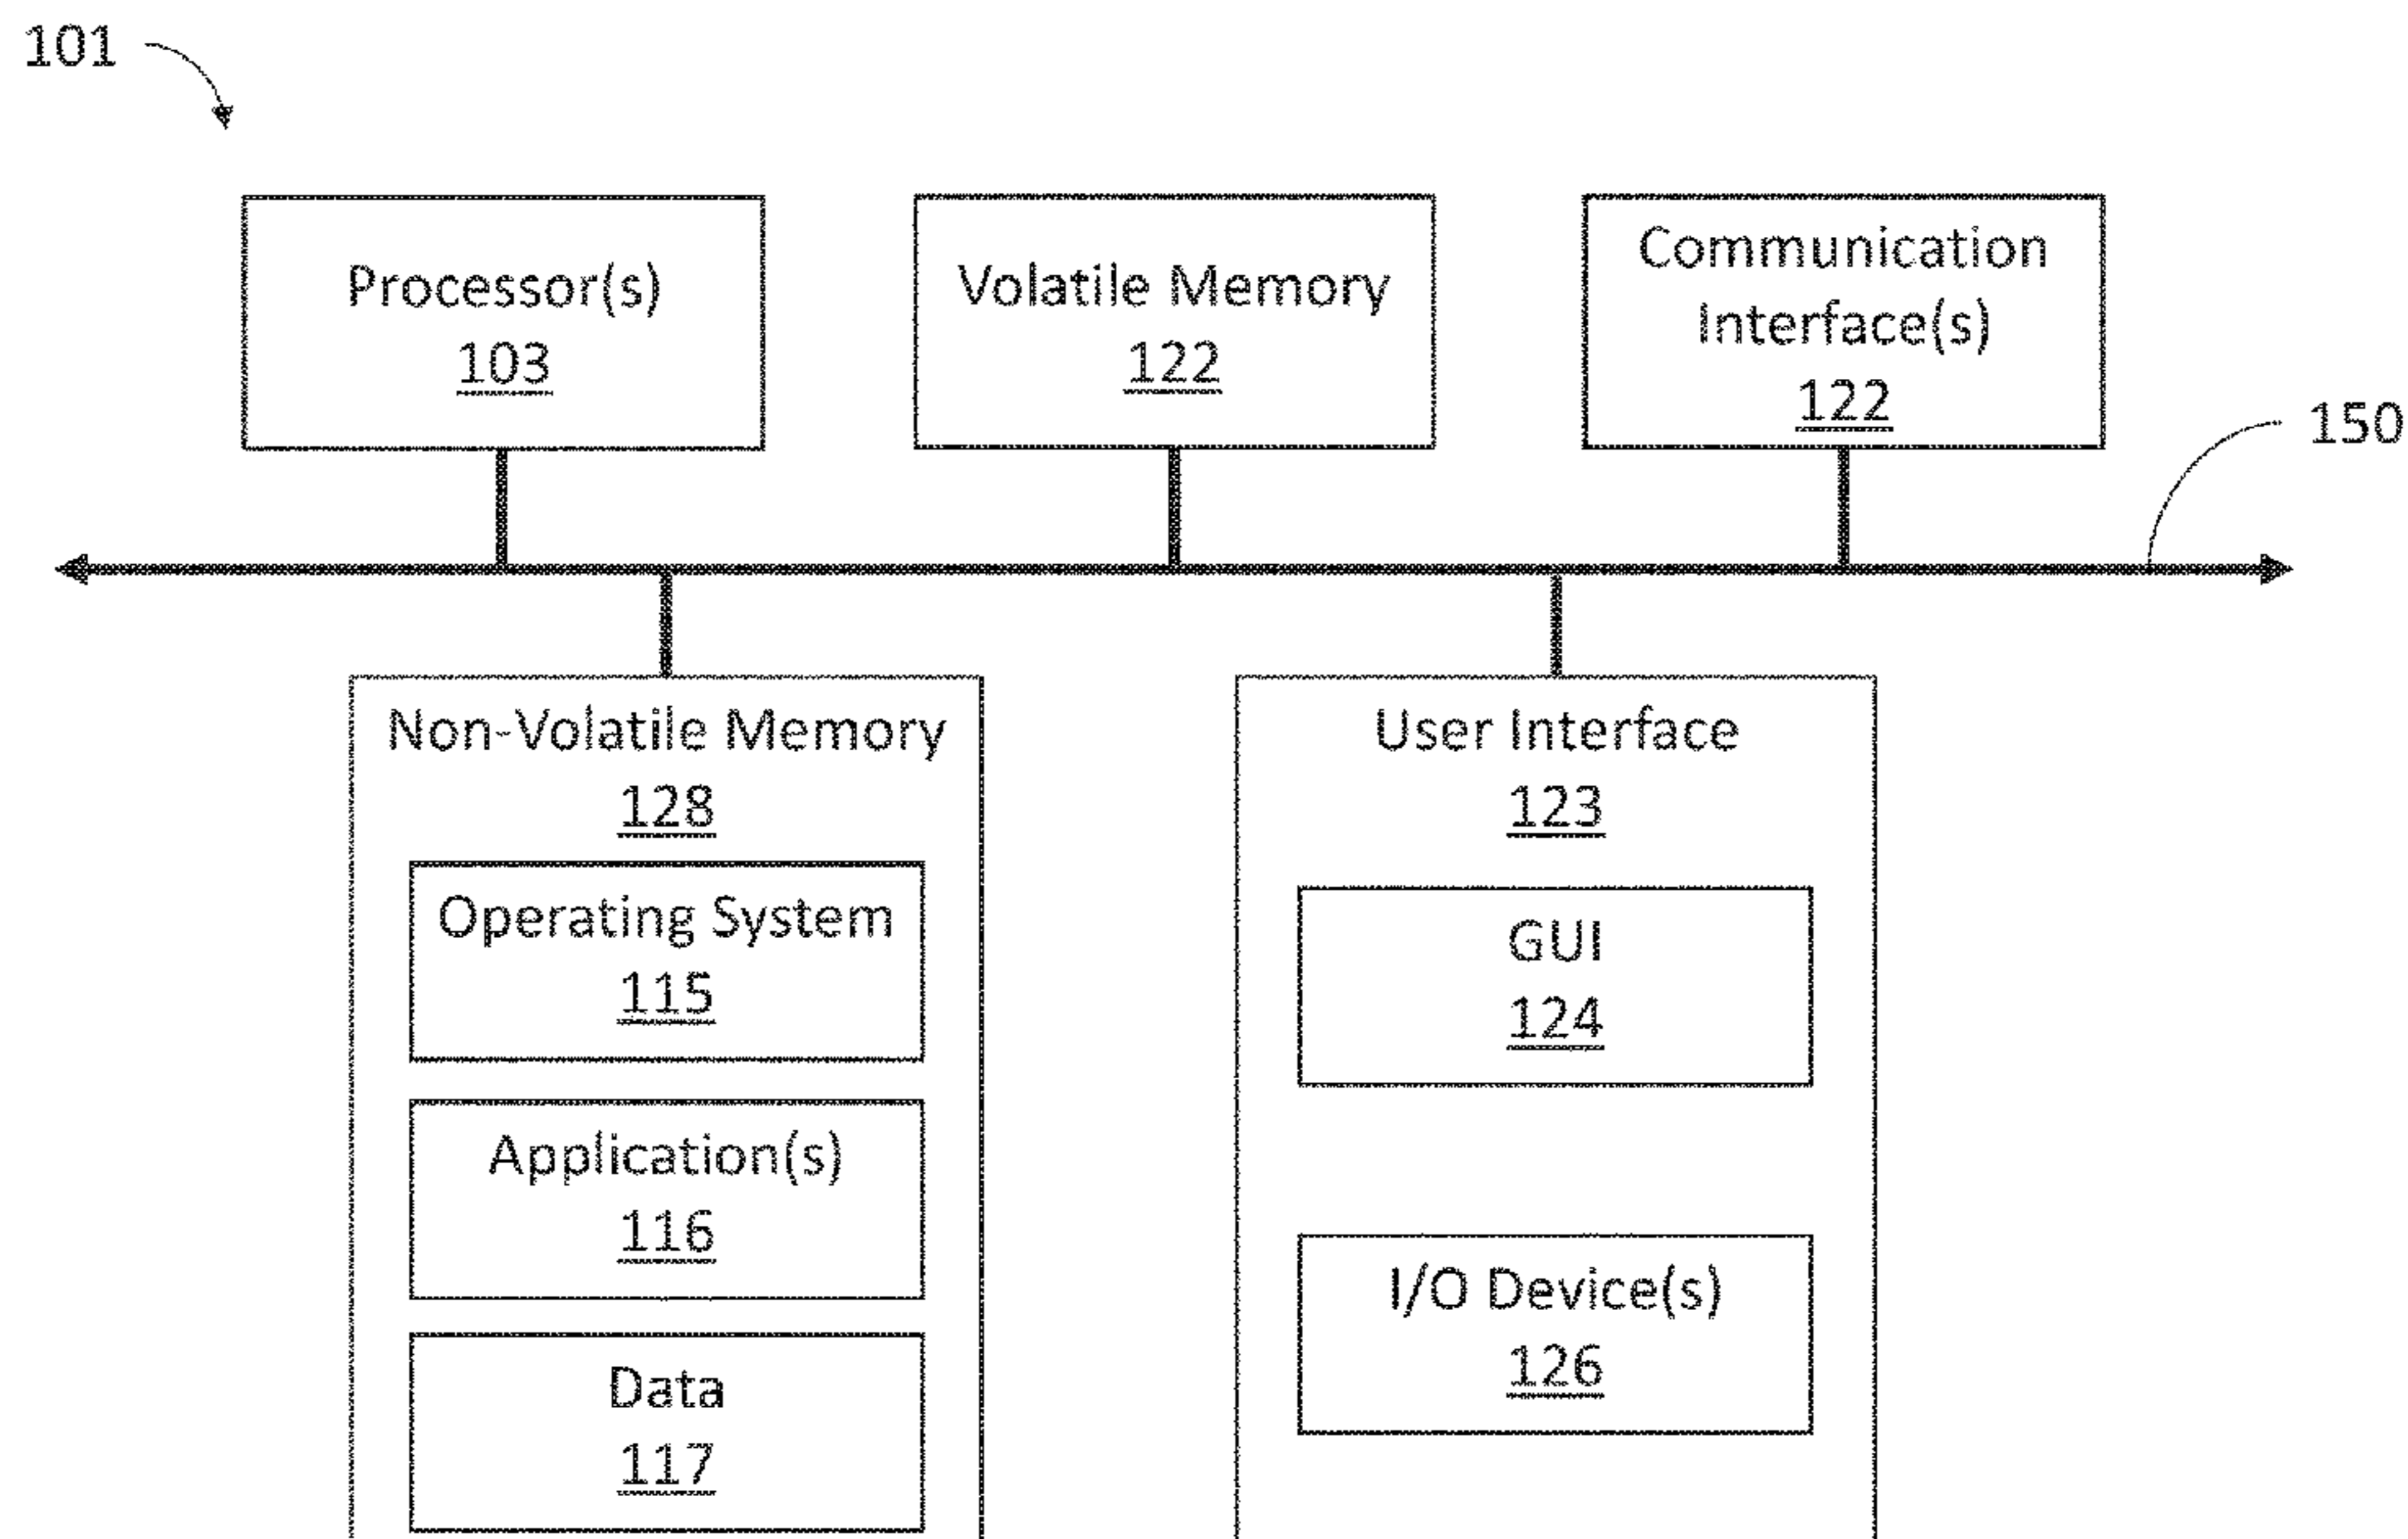 101
Processor(s)
103
Volatile Memory
122
Communication
Interface(s)
122
150
Non-Volatile Memory
128
Operating System
115
Application(s)
116
Data
117
User Interface
123
GUI
124
I/O Device(s)
126